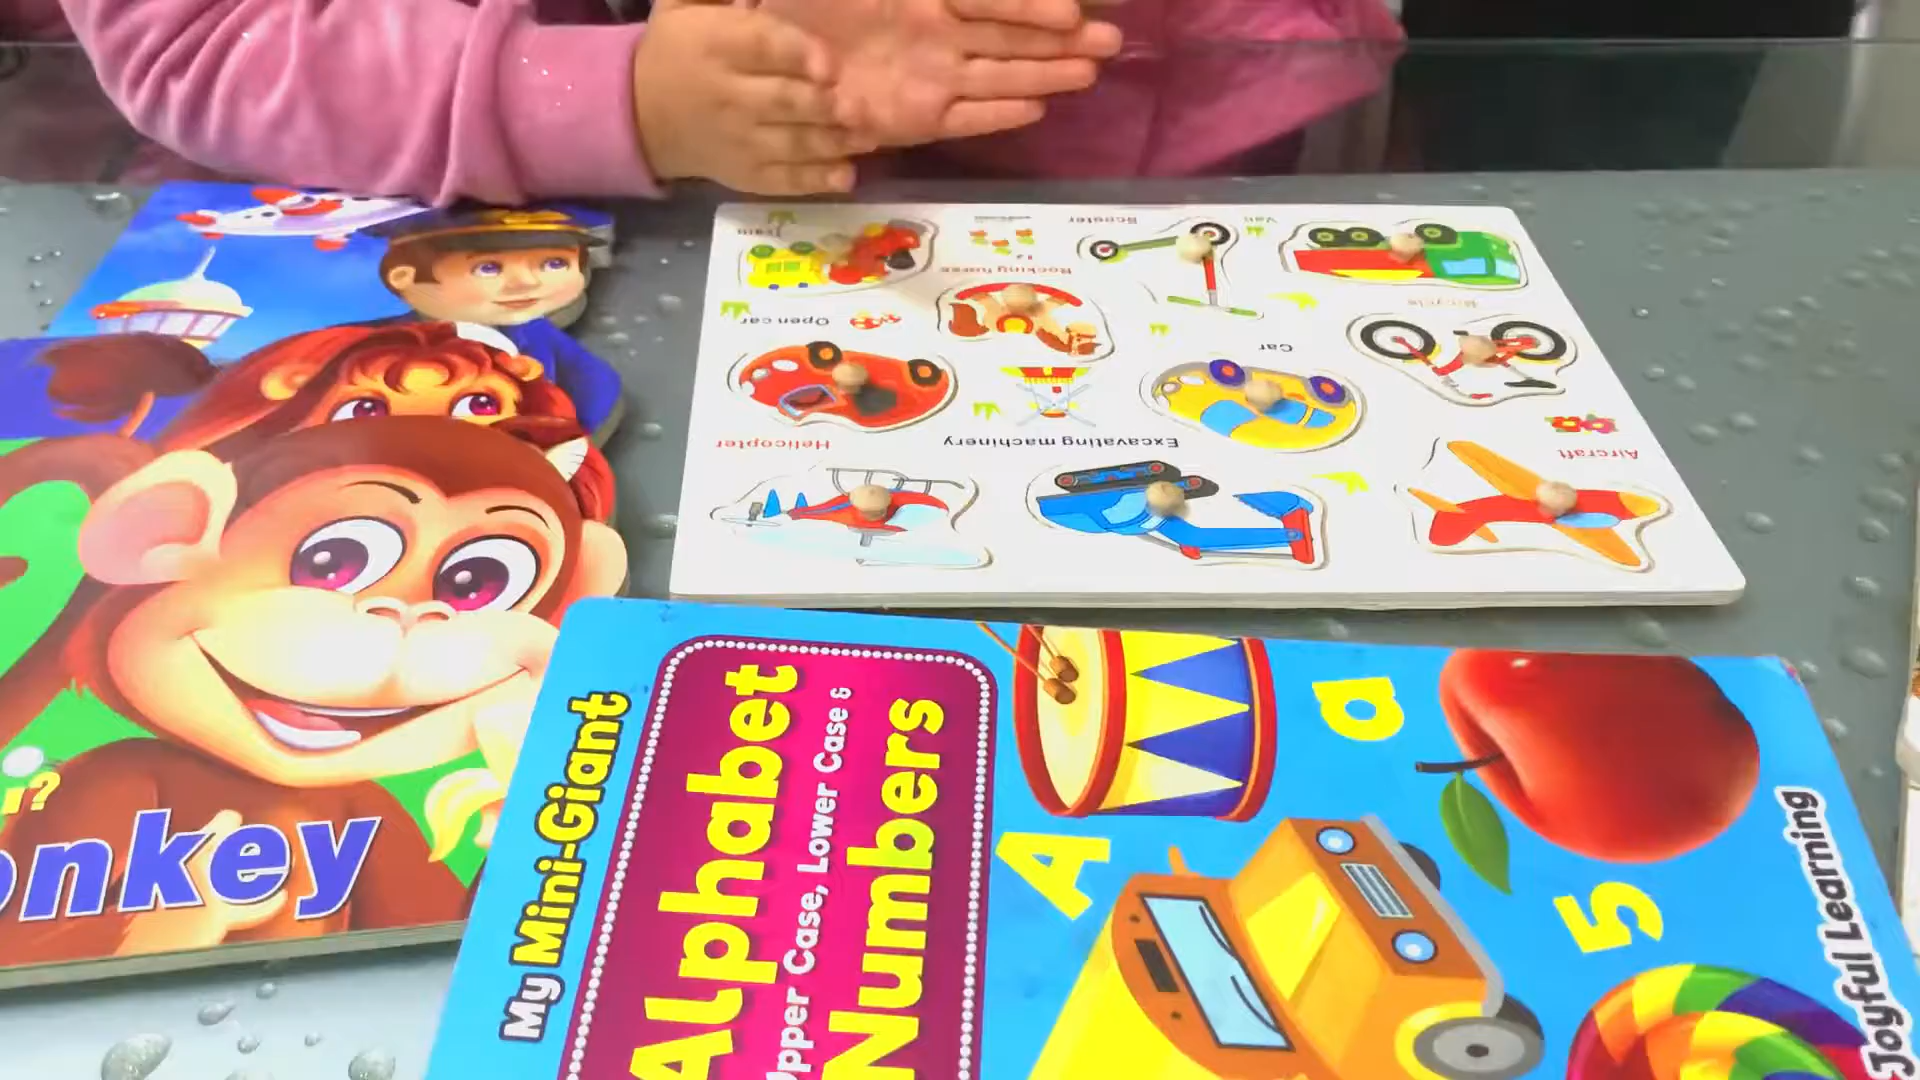 Train
Scooter
Van
Rocking horse
Bicycle
Open car
Car
Helicopter
Excavating machinery
Aircraft
?
onkey
My Mini-Giant
Alphabet
Upper Case, Lower Case &
Numbers
a
A
5
Joyful Learning